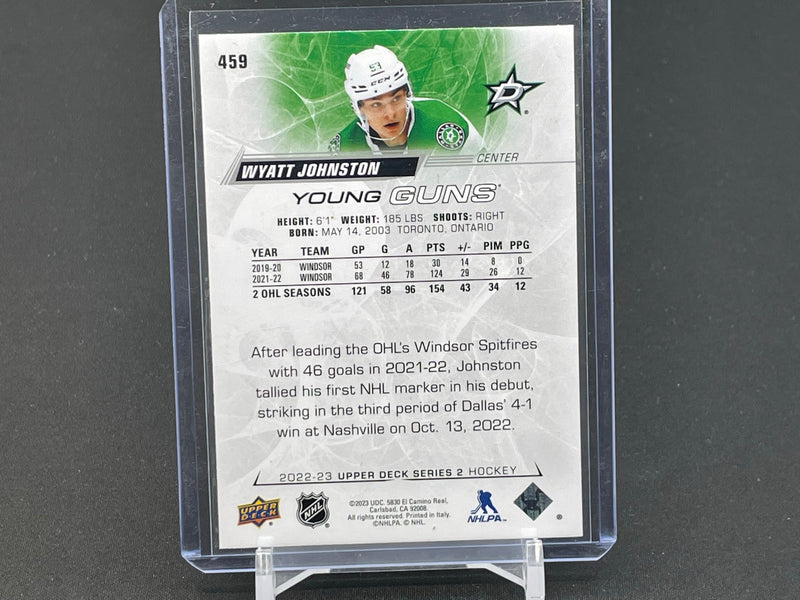 459
53
CCM
D
CENTER
WYATT JOHNSTON
YOUNG GUNS
HEIGHT: 6'1" WEIGHT: 185 LBS SHOOTS: RIGHT
BORN: MAY 14, 2003 TORONTO, ONTARIO
YEAR TEAM GP G A PTS +/- PIM PPG
2019-20 WINDSOR 53 12 18 30 14 8 0
2021-22 WINDSOR 68 46 78 124 29 26 12
2 OHL SEASONS 121 58 96 154 43 34 12
After leading the OHL's Windsor Spitfires
with 46 goals in 2021-22, Johnston
tallied his first NHL marker in his debut,
striking in the third period of Dallas' 4-1
win at Nashville on Oct. 13, 2022.
2022-23 UPPER DECK SERIES 2 HOCKEY
UPPER DECK
NHL
©2023 UDC. 5830 El Camino Real,
Carlsbad, CA 92008.
All rights reserved. Printed in Italy.
©NHLPA. © NHL.
NHLPA
®